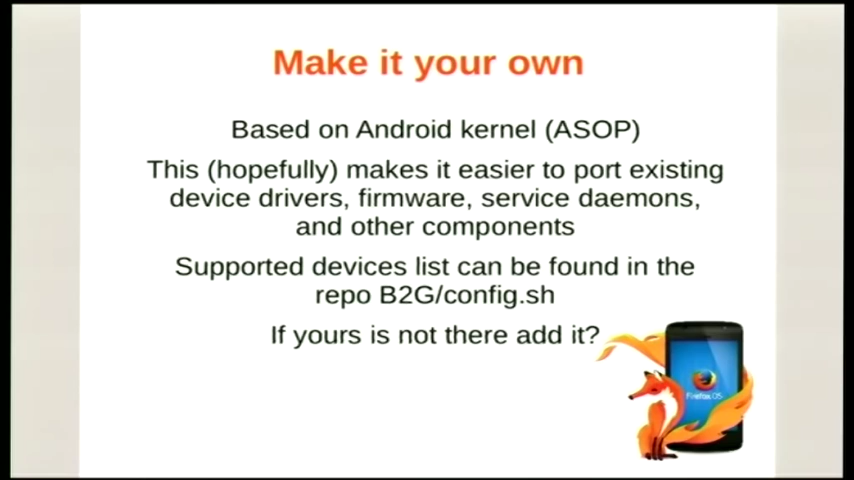 Make it your own
Based on Android kernel (ASOP)
This (hopefully) makes it easier to port existing
device drivers, firmware, service daemons,
and other components
Supported devices list can be found in the
repo B2G/config.sh
If yours is not there add it?
Firefox OS